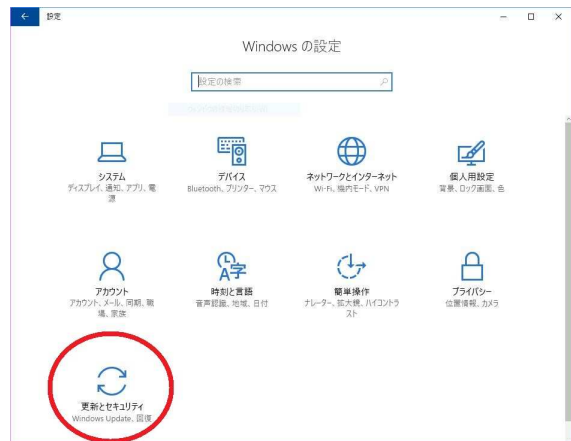 設定
Windows の設定
設定の検索
システム
ディスプレイ、通知、アプリ、電
源
デバイス
Bluetooth、プリンター、マウス
ネットワークとインターネット
Wi-Fi、機内モード、VPN
個人用設定
背景、ロック画面、色
アカウント
アカウント、メール、同期、職
場、家族
時刻と言語
音声認識、地域、日付
簡単操作
ナレーター、拡大鏡、ハイコントラ
スト
プライバシー
位置情報、カメラ
更新とセキュリティ
Windows Update、回復